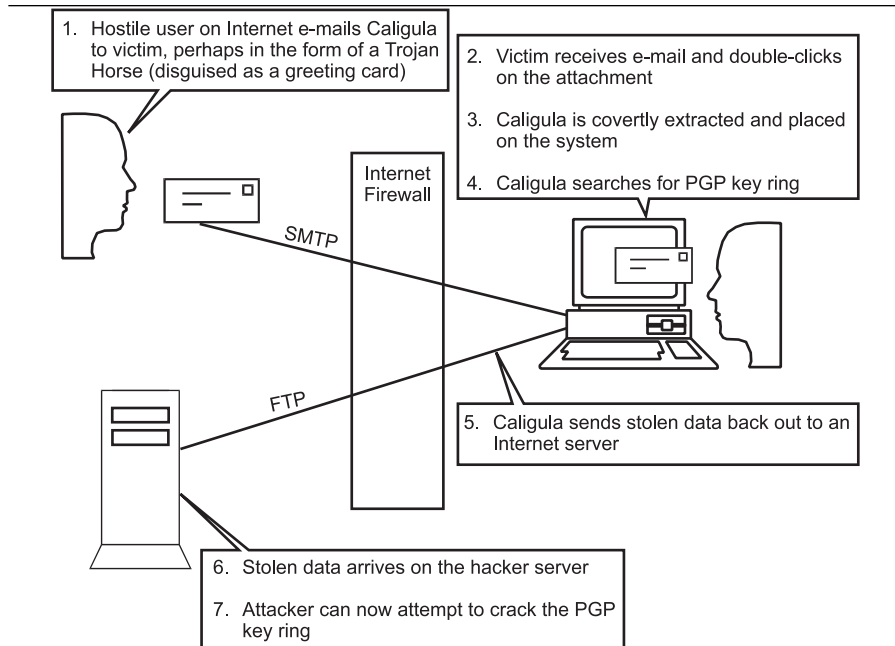 1. Hostile user on Internet e-mails Caligula
to victim, perhaps in the form of a Trojan
Horse (disguised as a greeting card)
2. Victim receives e-mail and double-clicks
on the attachment
3. Caligula is covertly extracted and placed
on the system
4. Caligula searches for PGP key ring
Internet
Firewall
SMTP
FTP
5. Caligula sends stolen data back out to an
Internet server
6. Stolen data arrives on the hacker server
7. Attacker can now attempt to crack the PGP
key ring